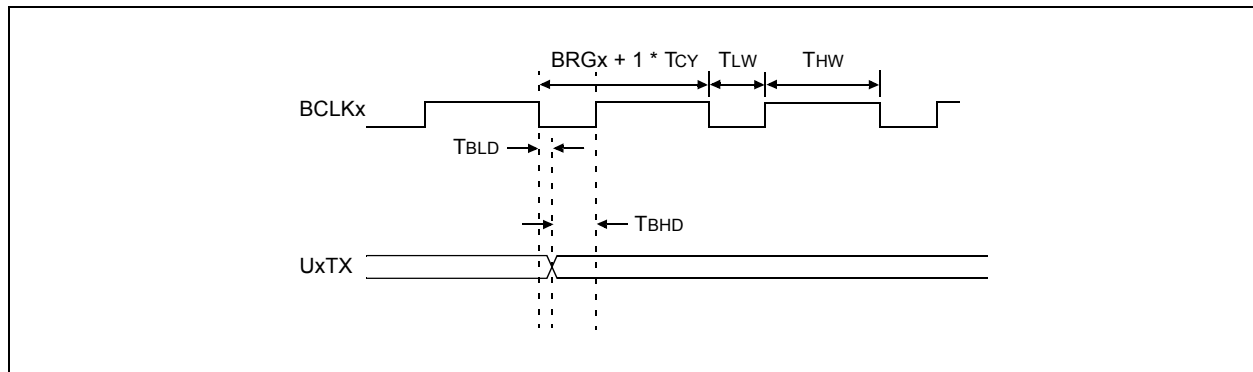 BRGx + 1 * TCY TLW THW
BCLKx
TBLD
TBHD
UxTX